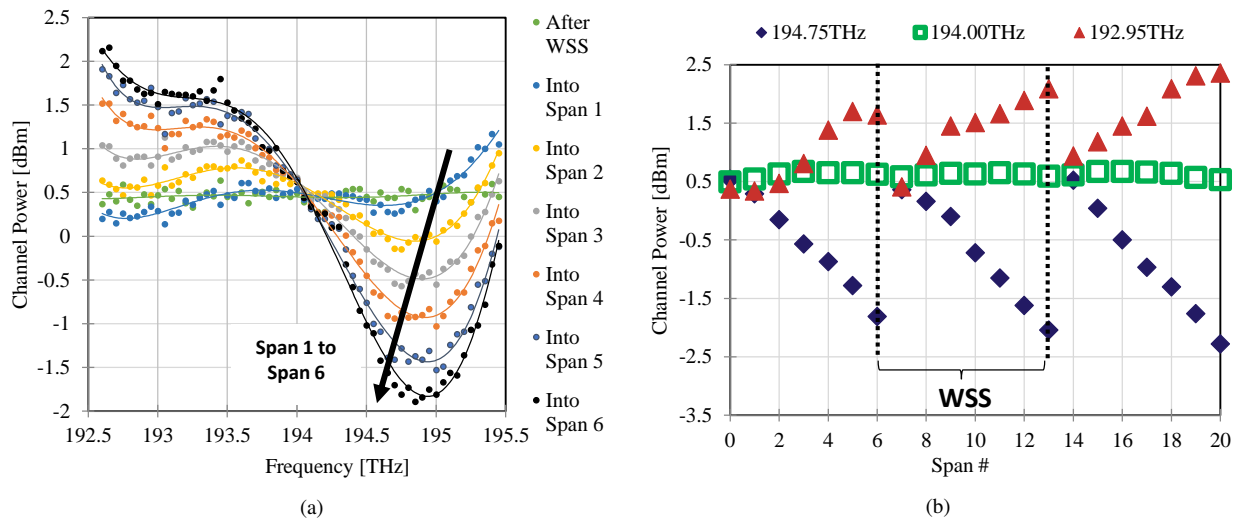 2.5
2
1.5
1
0.5
0
-0.5
-1
-1.5
-2
Channel Power [dBm]
192.5 193 193.5 194 194.5 195 195.5
Frequency [THz]
Span 1 to
Span 6
After
WSS
Into
Span 1
Into
Span 2
Into
Span 3
Into
Span 4
Into
Span 5
Into
Span 6
(a)
194.75THz 194.00THz 192.95THz
2.5
1.5
0.5
-0.5
-1.5
-2.5
-3.5
Channel Power [dBm]
WSS
0 2 4 6 8 10 12 14 16 18 20
Span #
(b)